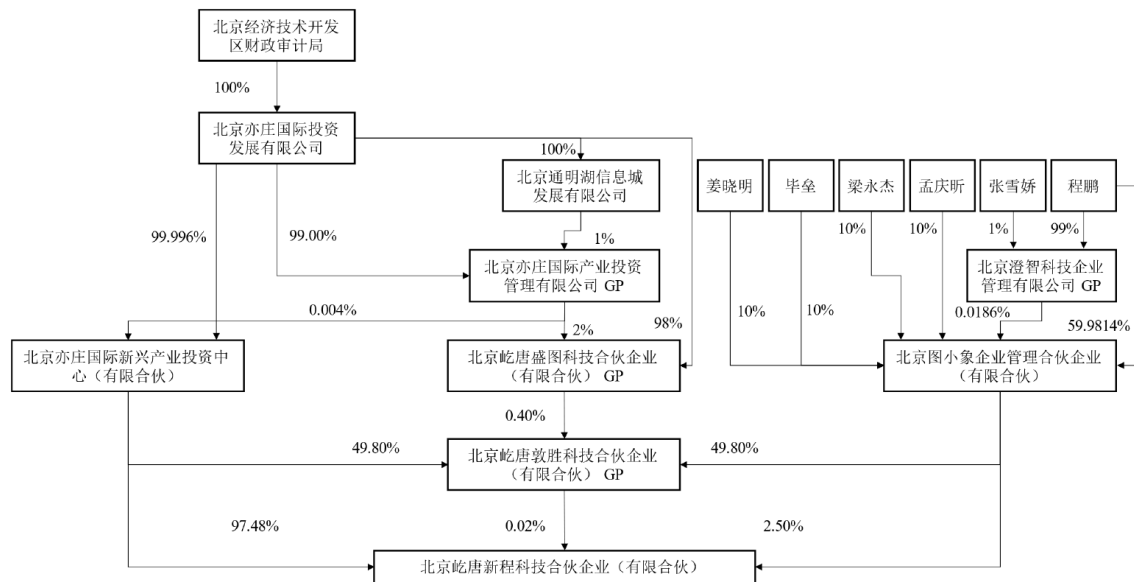 北京经济技术开发
区财政审计局
100%
北京亦庄国际投资
发展有限公司
100%
北京通明湖信息城
发展有限公司
姜晓明
毕垒
梁永杰
孟庆昕
张雪娇
程鹏
99.996%
99.00%
1%
10%
10%
1%
99%
北京亦庄国际产业投资
管理有限公司 GP
北京澄智科技企业
管理有限公司 GP
0.004%
2%
98%
10%
10%
0.0186%
59.9814%
北京亦庄国际新兴产业投资中
心（有限合伙）
北京屹唐盛图科技合伙企业
（有限合伙） GP
北京图小象企业管理合伙企业
（有限合伙）
0.40%
49.80%
北京屹唐敦胜科技合伙企业
（有限合伙） GP
49.80%
97.48%
0.02%
2.50%
北京屹唐新程科技合伙企业（有限合伙）